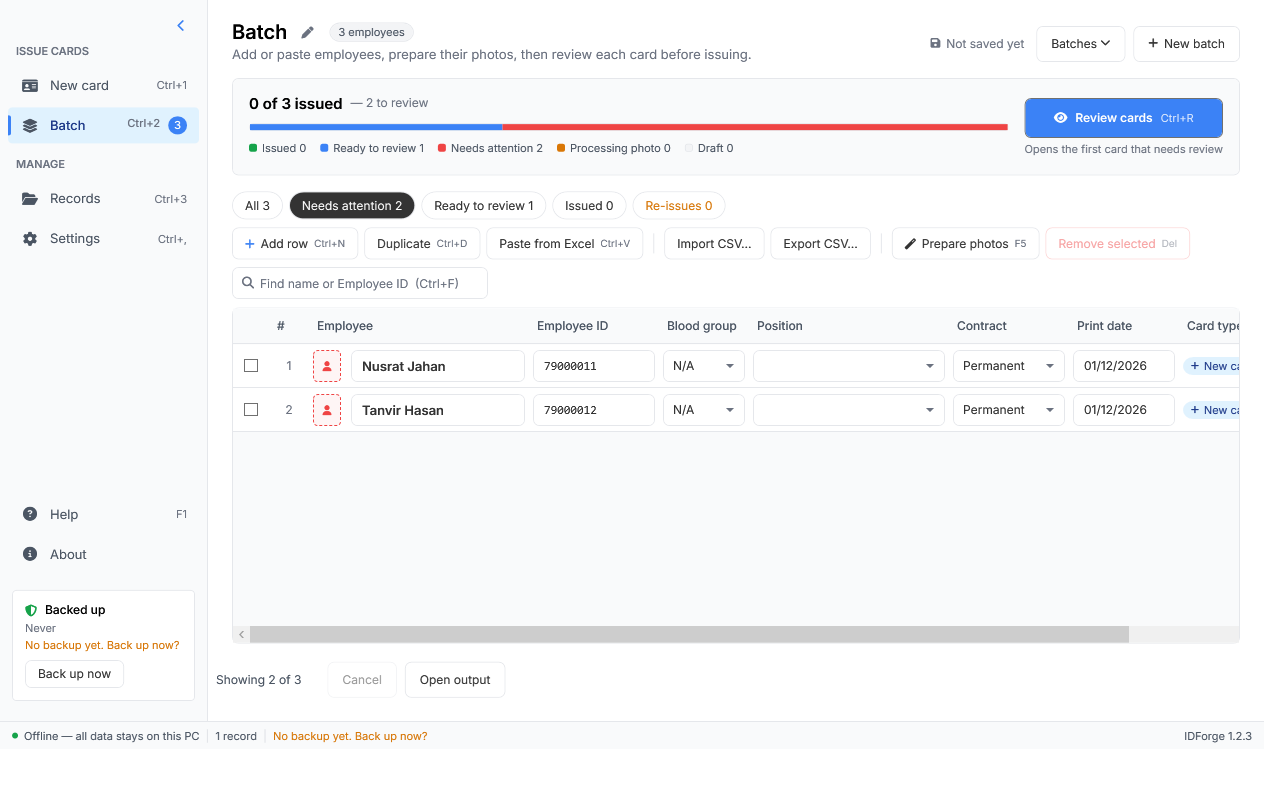 ISSUE CARDS
New card Ctrl+1
Batch Ctrl+2 3
MANAGE
Records Ctrl+3
Settings Ctrl+,
Help F1
About
Backed up
Never
No backup yet. Back up now?
Back up now
Batch 3 employees
Add or paste employees, prepare their photos, then review each card before issuing.
Not saved yet
Batches
+ New batch
0 of 3 issued — 2 to review
Issued 0 Ready to review 1 Needs attention 2 Processing photo 0 Draft 0
Review cards Ctrl+R
Opens the first card that needs review
All 3 Needs attention 2 Ready to review 1 Issued 0 Re-issues 0
+ Add row Ctrl+N Duplicate Ctrl+D Paste from Excel Ctrl+V Import CSV... Export CSV... Prepare photos F5 Remove selected Del
Find name or Employee ID (Ctrl+F)
# Employee Employee ID Blood group Position Contract Print date Card type
1 Nusrat Jahan 79000011 N/A Permanent 01/12/2026 + New ca
2 Tanvir Hasan 79000012 N/A Permanent 01/12/2026 + New ca
Showing 2 of 3 Cancel Open output
Offline — all data stays on this PC 1 record No backup yet. Back up now? IDForge 1.2.3